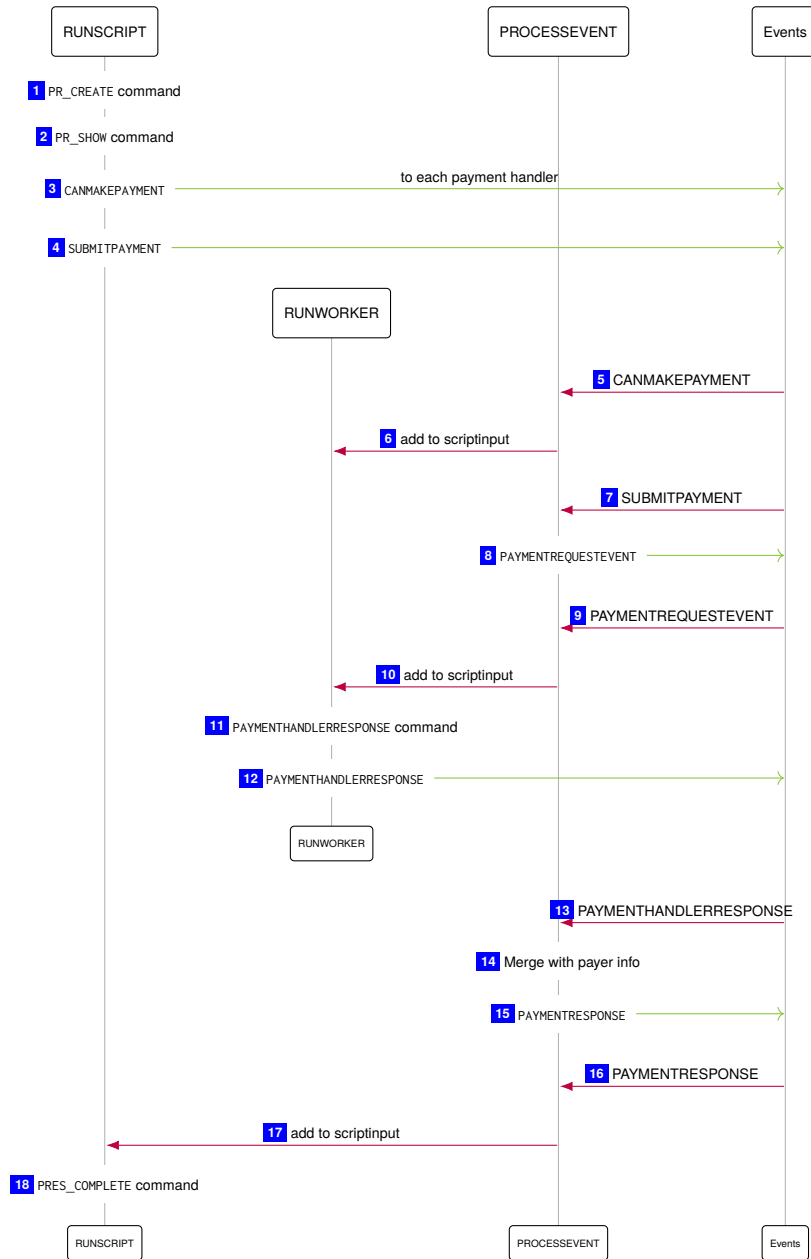 RUNSCRIPT
PROCESSEVENT
Events
1 PR_CREATE command
2 PR_SHOW command
to each payment handler
3 CANMAKEPAYMENT
4 SUBMITPAYMENT
RUNWORKER
5 CANMAKEPAYMENT
6 add to scriptinput
7 SUBMITPAYMENT
8 PAYMENTREQUESTEVENT
9 PAYMENTREQUESTEVENT
10 add to scriptinput
11 PAYMENTHANDLERRESPONSE command
12 PAYMENTHANDLERRESPONSE
RUNWORKER
13 PAYMENTHANDLERRESPONSE
14 Merge with payer info
15 PAYMENTRESPONSE
16 PAYMENTRESPONSE
17 add to scriptinput
18 PRES_COMPLETE command
RUNSCRIPT
PROCESSEVENT
Events